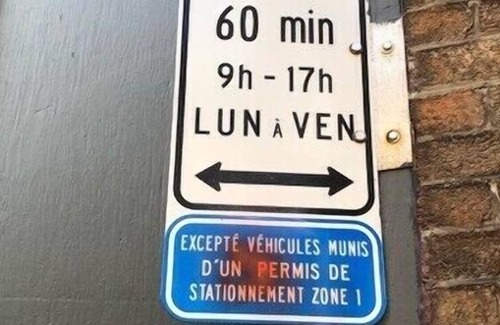 60 min
9h - 17h
LUN À VEN
EXCEPTÉ VÉHICULES MUNIS
D'UN PERMIS DE
STATIONNEMENT ZONE 1